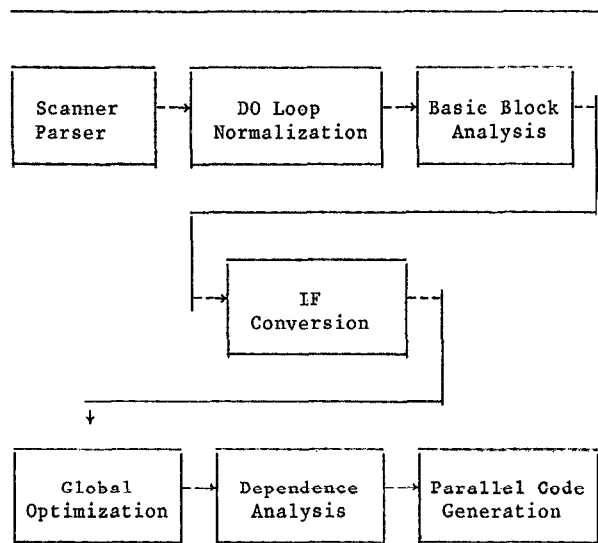 Scanner
Parser
DO Loop
Normalization
Basic Block
Analysis
IF
Conversion
Global
Optimization
Dependence
Analysis
Parallel Code
Generation